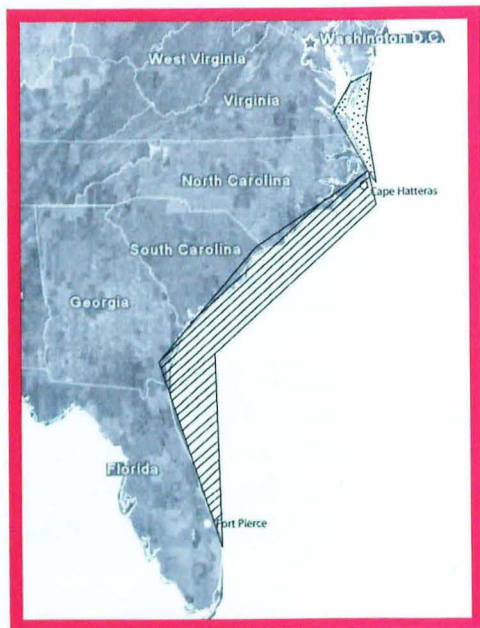 Washington D.C.
West Virginia
Virginia
North Carolina
Cape Hatteras
South Carolina
Georgia
Florida
Fort Pierce